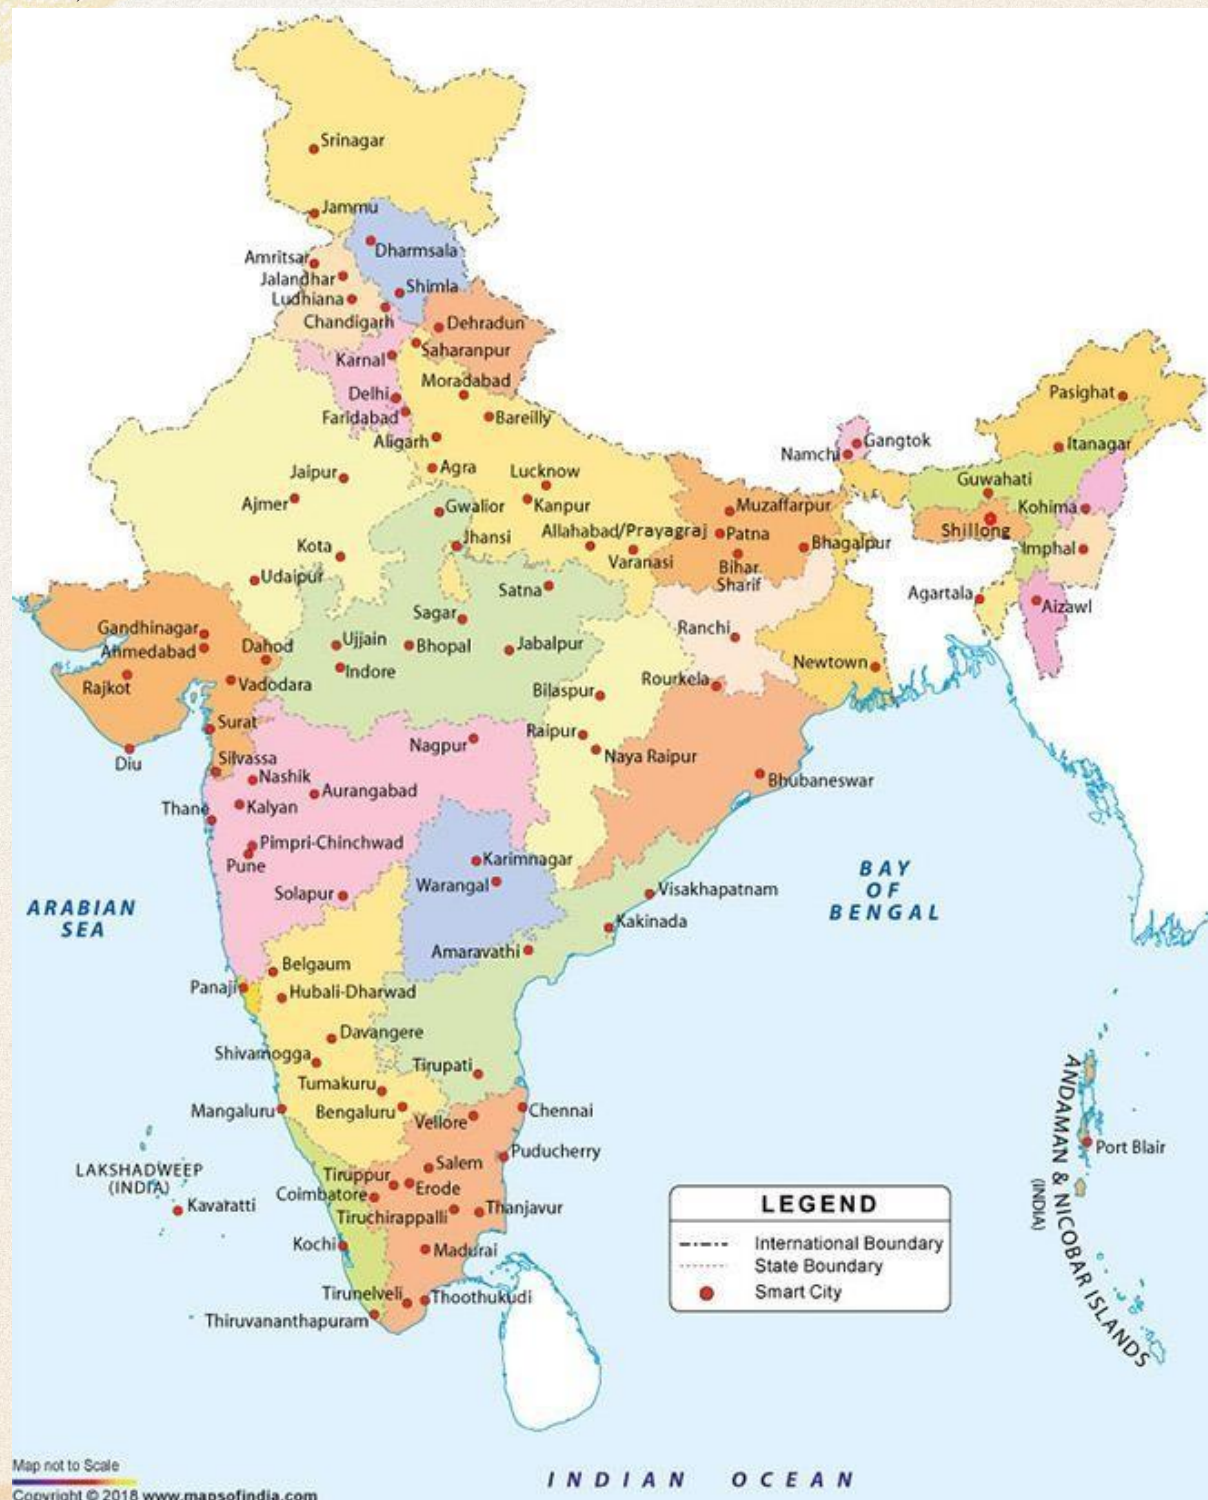 Srinagar
Jammu
Dharmsala
Amritsar
Jalandhar
Shimla
Ludhiana
Chandigarh
Dehradun
Saharanpur
Karnal
Moradabad
Delhi
Pasighat
Faridabad
Bareilly
Aligarh
Gangtok
Itanagar
Namchi
Agra
Lucknow
Jaipur
Guwahati
Ajmer
Gwalior
Kanpur
Muzaffarpur
Kohima
Allahabad/Prayagraj
Patna
Shillong
Jhansi
Bhagalpur
Kota
Imphal
Varanasi
Bihar
Sharif
Udaipur
Satna
Agartala
Aizawl
Sagar
Gandhinagar
Ranchi
Ahmedabad
Dahod
Ujjain
Bhopal
Jabalpur
Newtown
Indore
Rourkela
Rajkot
Vadodara
Bilaspur
Surat
Raipur
Nagpur
Naya Raipur
Diu
Silvassa
Nashik
Bhubaneswar
Aurangabad
Thane
Kalyan
Pimpri-Chinchwad
Pune
Karimnagar
Warangal
Solapur
Visakhapatnam
BAY
OF
BENGAL
ARABIAN
SEA
Kakinada
Amaravathi
Belgaum
Panaji
Hubali-Dharwad
Davangere
Shivamogga
Tirupati
Tumakuru
Mangaluru
Bengaluru
Vellore
Chennai
Puducherry
Port Blair
ANDAMAN & NICOBAR ISLANDS
(INDIA)
LAKSHADWEEP
(INDIA)
Kavaratti
Salem
Tiruppur
Erode
Coimbatore
Tiruchirappalli
Thanjavur
Kochi
Madurai
Tirunelveli
Thoothukudi
Thiruvananthapuram
LEGEND
International Boundary
State Boundary
Smart City
Map not to Scale
INDIAN OCEAN
Copyright © 2018 www.mapsofindia.com